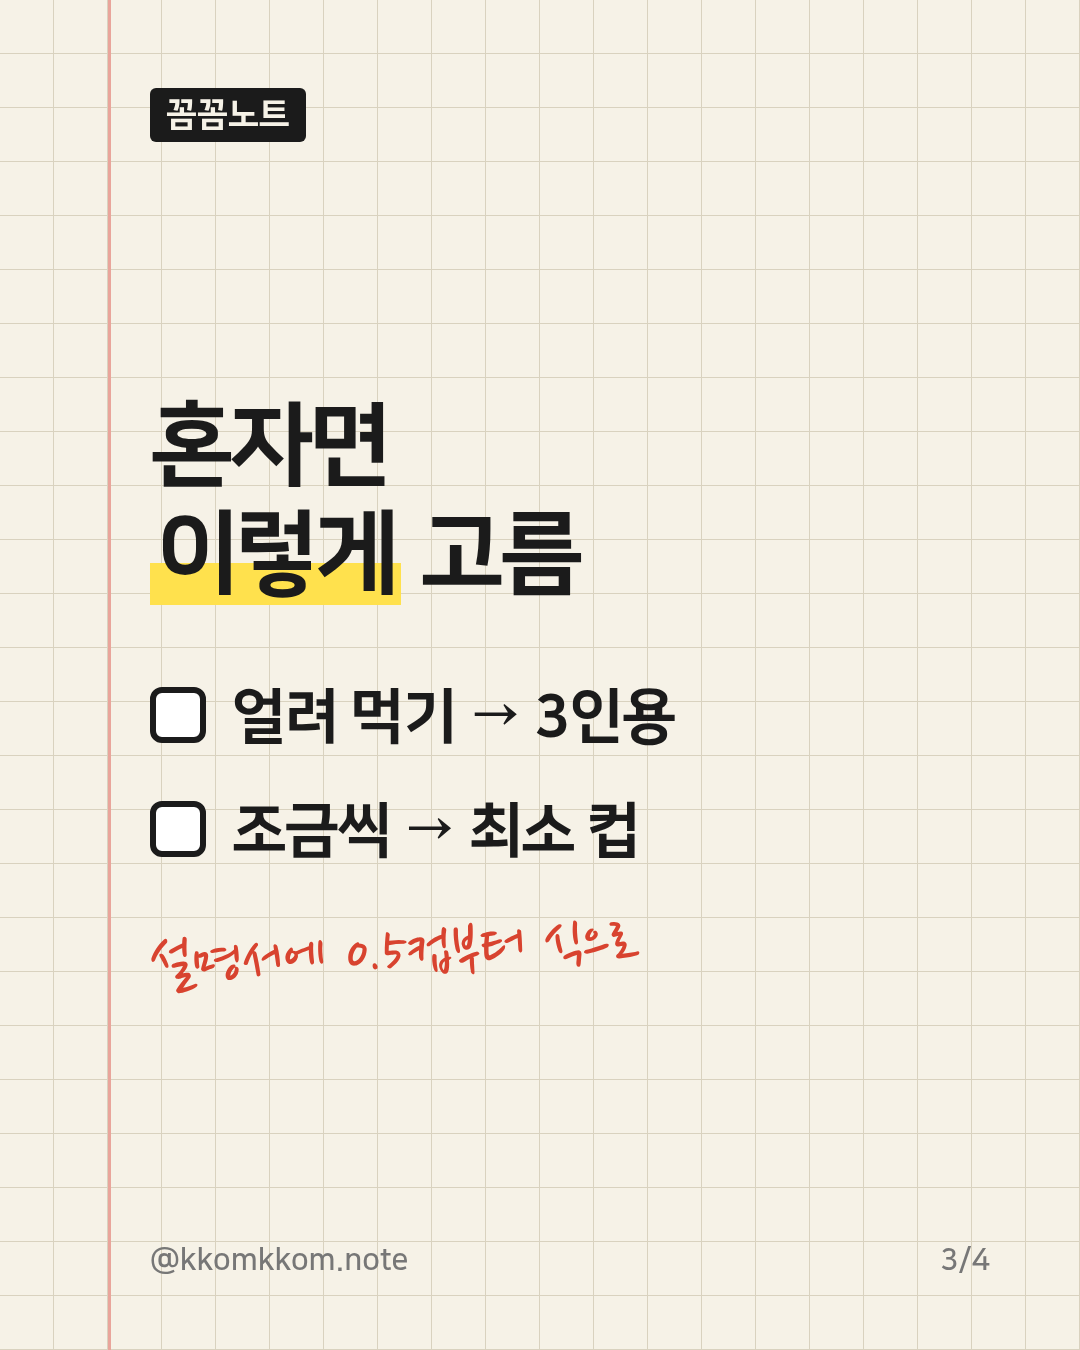 꼼꼼노트
혼자면
이렇게 고름
얼려 먹기 → 3인용
조금씩 → 최소 컵
설명서에 0.5컵부터 식으로
@kkomkkom.note
3/4